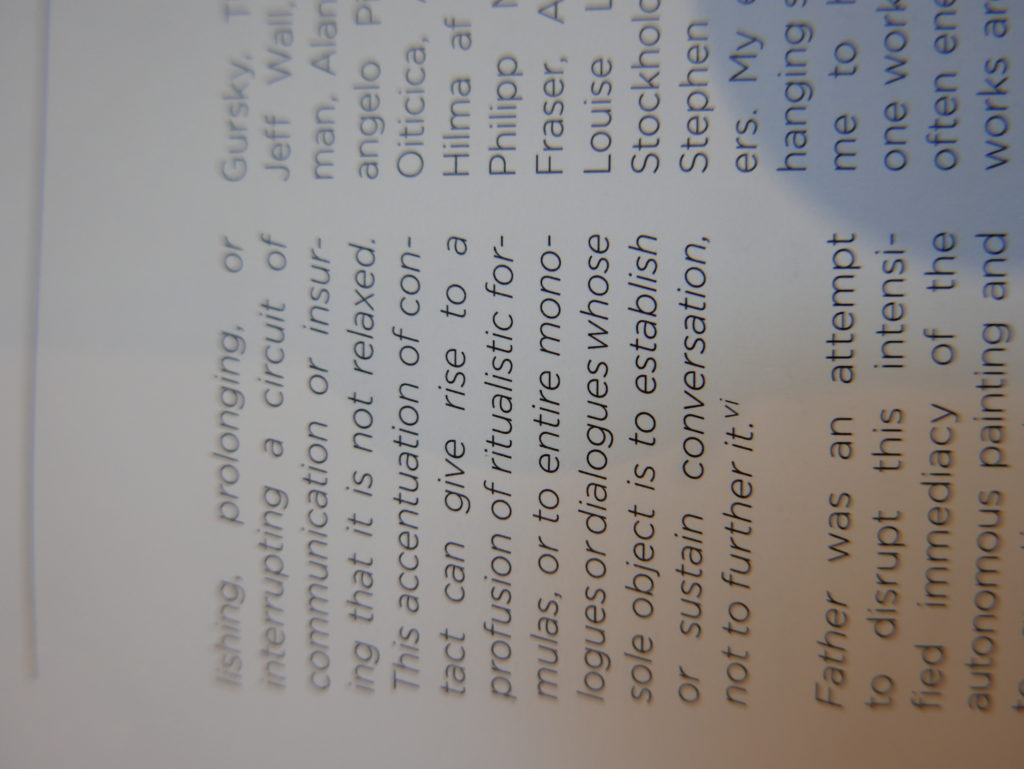 lishing, prolonging, or
interrupting a circuit of
communication or insur-
ing that it is not relaxed.
This accentuation of con-
tact can give rise to a
profusion of ritualistic for-
mulas, or to entire mono-
logues or dialogues whose
sole object is to establish
or sustain conversation,
not to further it.vi
Father was an attempt
to disrupt this intensi-
fied immediacy of the
autonomous painting and
Gursky,
Jeff Wall,
man, Alan
angelo
Oiticica,
Hilma af
Philipp
Fraser,
Louise
Stockhol
Stephen
ers. My
hanging
me to
one work
often
works